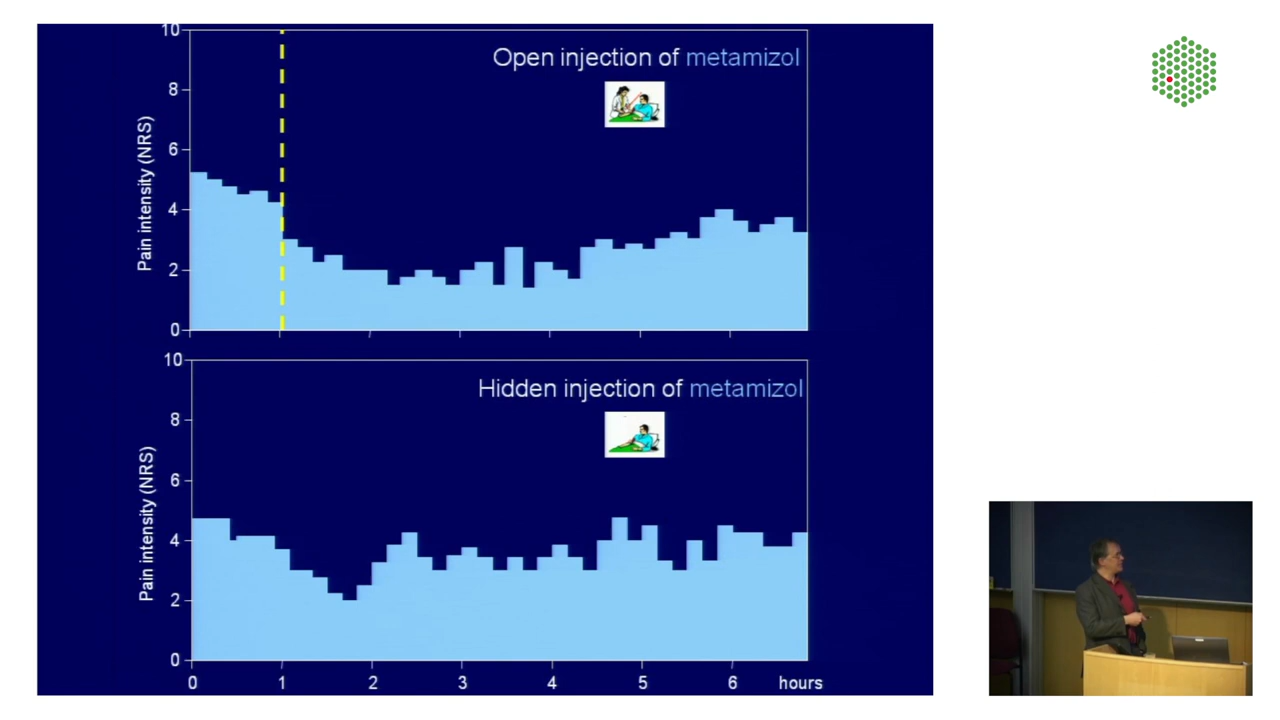 Open injection of metamizol
Pain intensity (NRS)
10
8
6
4
2
0
Hidden injection of metamizol
Pain intensity (NRS)
10
8
6
4
2
0
0 1 2 3 4 5 6 hours